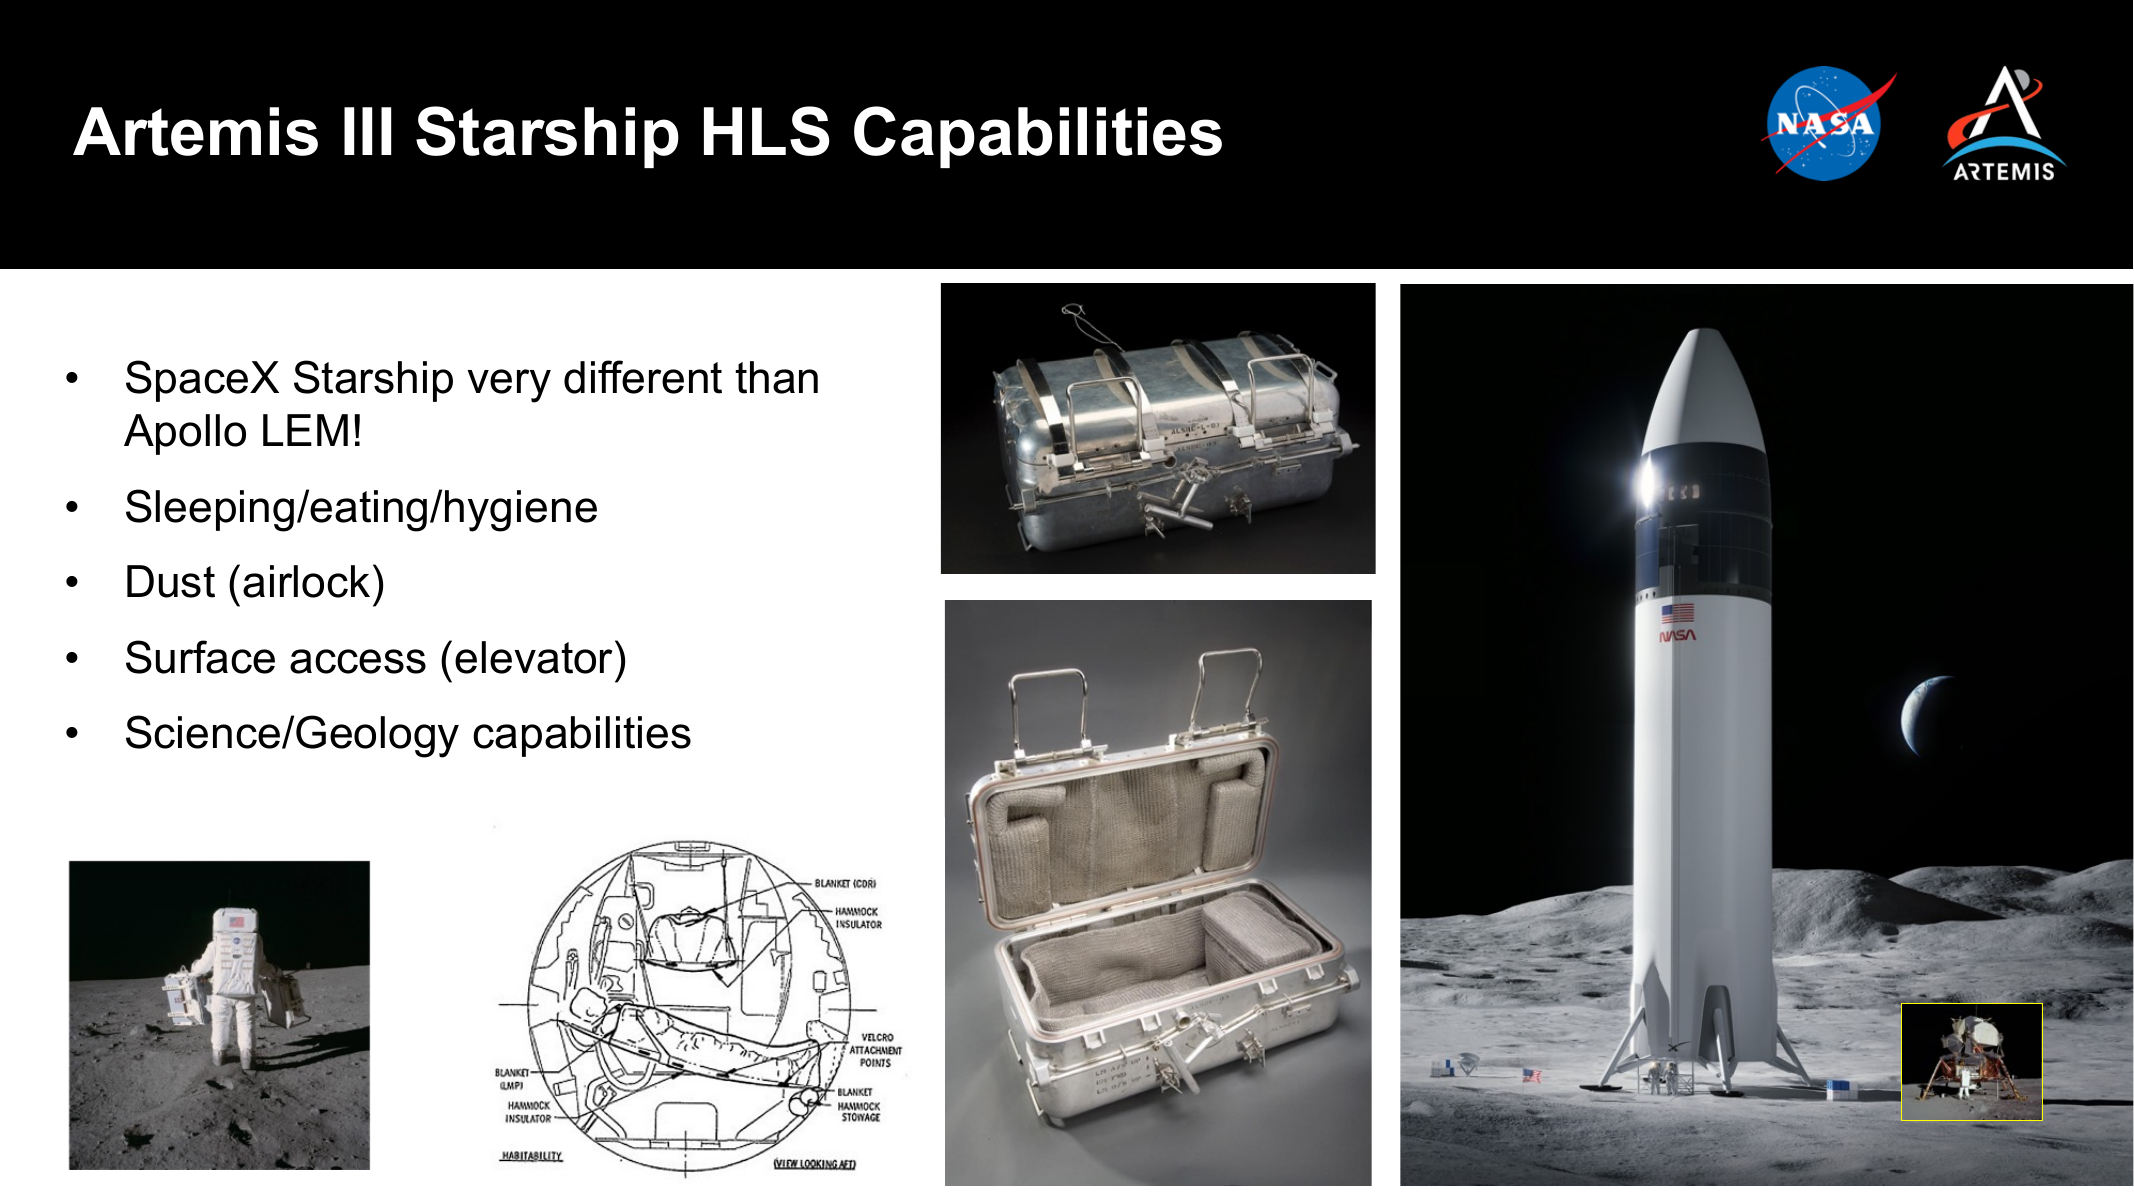 Artemis III Starship HLS Capabilities
NASA
ARTEMIS
• SpaceX Starship very different than
Apollo LEM!
• Sleeping/eating/hygiene
• Dust (airlock)
• Surface access (elevator)
• Science/Geology capabilities
BLANKET (CDR)
HAMMOCK
INSULATOR
VELCRO
ATTACHMENT
POINTS
BLANKET
(LMP)
BLANKET
HAMMOCK
STOWAGE
HAMMOCK
INSULATOR
HABITABILITY
(VIEW LOOKING AFT)
NASA